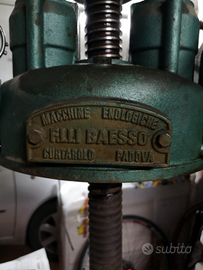 MACCHINE ENOLOGICHE
F.LLI BAESSO
CURTAROLO PADOVA
subito